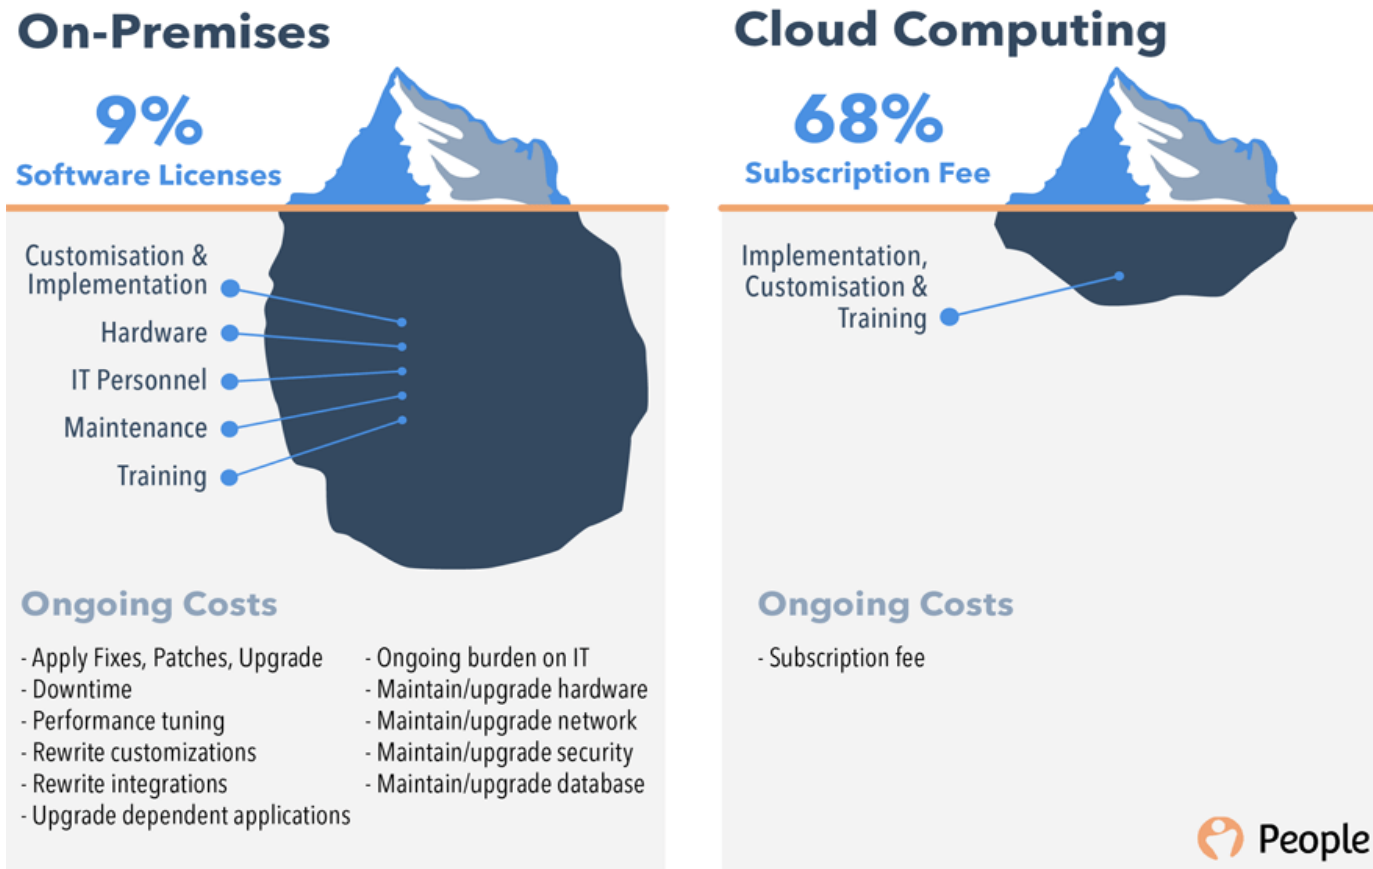 On-Premises
9%
Software Licenses
Customisation &
Implementation
Hardware
IT Personnel
Maintenance
Training
Ongoing Costs
- Apply Fixes, Patches, Upgrade
- Downtime
- Performance tuning
- Rewrite customizations
- Rewrite integrations
- Upgrade dependent applications
- Ongoing burden on IT
- Maintain/upgrade hardware
- Maintain/upgrade network
- Maintain/upgrade security
- Maintain/upgrade database
Cloud Computing
68%
Subscription Fee
Implementation,
Customisation &
Training
Ongoing Costs
- Subscription fee
People